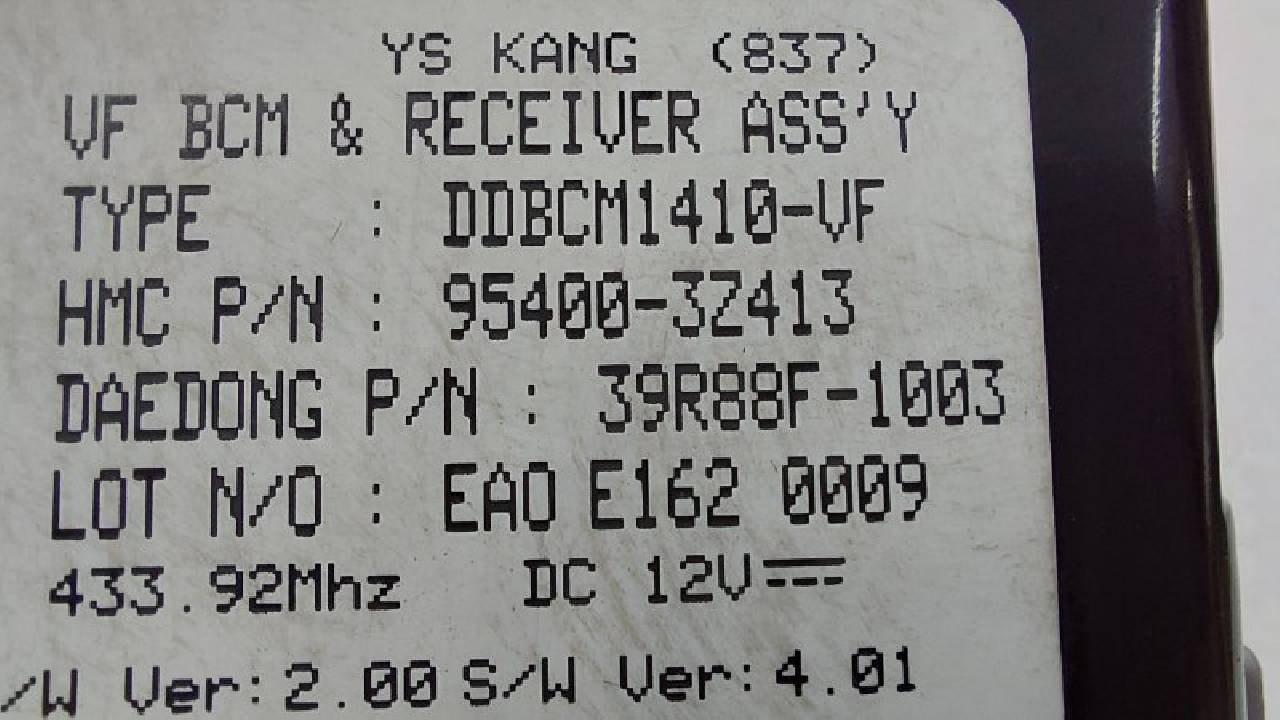 YS KANG (837)
VF BCM & RECEIVER ASS'Y
TYPE : DDBCM1410-VF
HMC P/N : 95400-3Z413
DAEDONG P/N : 39R88F-1003
LOT N/O : EAO E162 0009
433.92Mhz DC 12V
/W Ver:2.00 S/W Ver:4.01